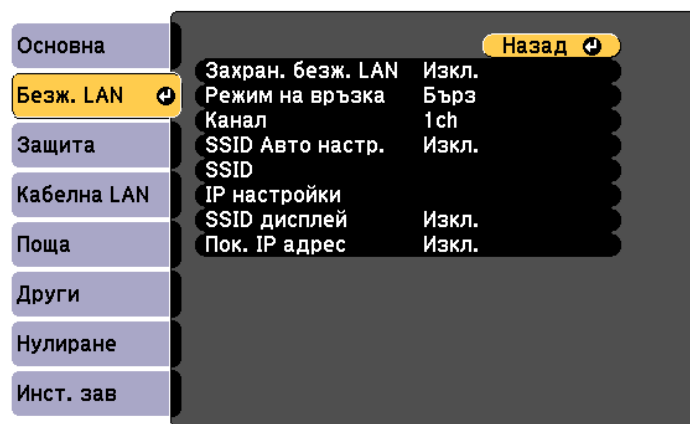 Основна
Безж. LAN
Защита
Кабелна LAN
Поща
Други
Нулиране
Инст. зав
Назад
Захран. безж. LAN Изкл.
Режим на връзка Бърз
Канал 1ch
SSID Авто настр. Изкл.
SSID
IP настройки
SSID дисплей Изкл.
Пок. IP адрес Изкл.